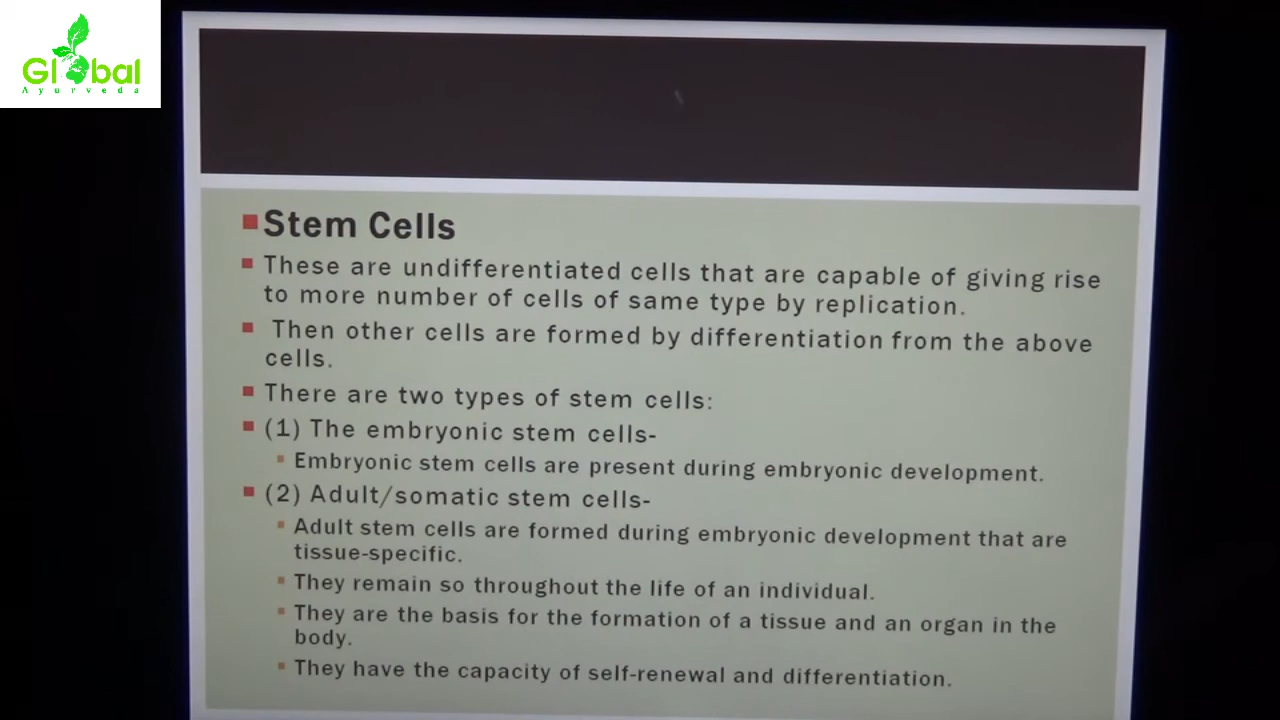 Global
Ayurveda
Stem Cells
These are undifferentiated cells that are capable of giving rise
to more number of cells of same type by replication.
Then other cells are formed by differentiation from the above
cells.
There are two types of stem cells:
(1) The embryonic stem cells-
Embryonic stem cells are present during embryonic development.
(2) Adult/somatic stem cells-
Adult stem cells are formed during embryonic development that are
tissue-specific.
They remain so throughout the life of an individual.
They are the basis for the formation of a tissue and an organ in the
body.
They have the capacity of self-renewal and differentiation.